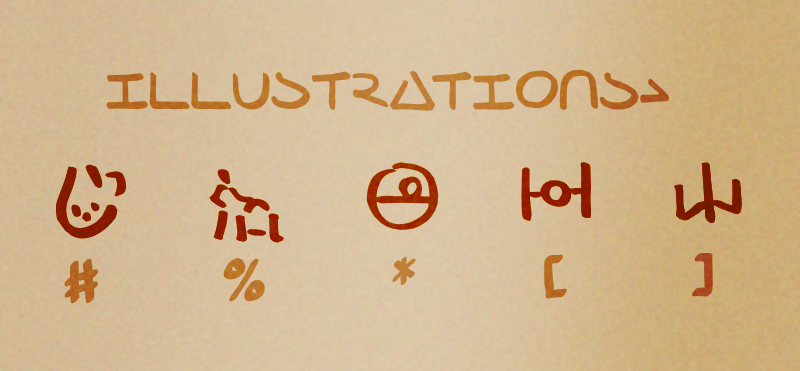 ILLUSTRATIONS>
# % * [ ]